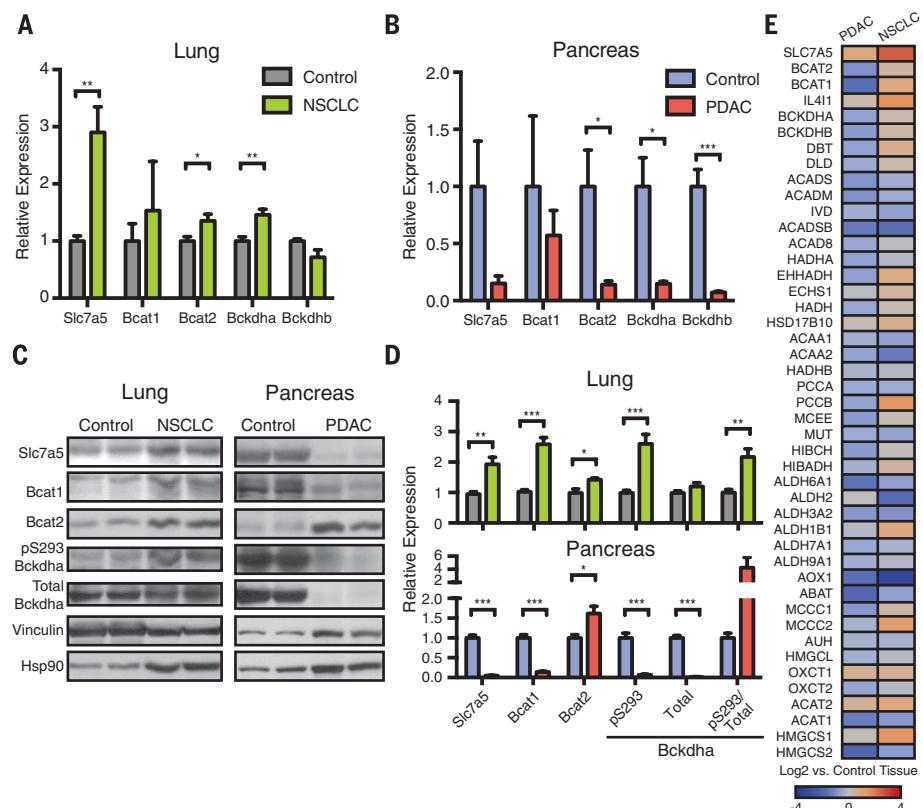 A
Lung
Relative Expression
4
3
2
1
0
Control
NSCLC
**
*
**
Slc7a5 Bcat1 Bcat2 Bckdha Bckdhb
B
Pancreas
Relative Expression
2.0
1.5
1.0
0.5
0.0
Control
PDAC
*
*
***
Slc7a5 Bcat1 Bcat2 Bckdha Bckdhb
C
Lung Pancreas
Control NSCLC Control PDAC
Slc7a5
Bcat1
Bcat2
pS293
Bckdha
Total
Bckdha
Vinculin
Hsp90
D
Lung
Relative Expression
4
3
2
1
0
**
***
*
***
**
Pancreas
6
4
2
2.0
1.5
1.0
0.5
0.0
***
***
*
***
***
Slc7a5
Bcat1
Bcat2
pS293
Total
pS293/
Total
Bckdha
E
PDAC NSCLC
SLC7A5
BCAT2
BCAT1
IL4I1
BCKDHA
BCKDHB
DBT
DLD
ACADS
ACADM
IVD
ACADSB
ACAD8
HADHA
EHHADH
ECHS1
HADH
HSD17B10
ACAA1
ACAA2
HADHB
PCCA
PCCB
MCEE
MUT
HIBCH
HIBADH
ALDH6A1
ALDH2
ALDH3A2
ALDH1B1
ALDH7A1
ALDH9A1
AOX1
ABAT
MCCC1
MCCC2
AUH
HMGCL
OXCT1
OXCT2
ACAT2
ACAT1
HMGCS1
HMGCS2
Log2 vs. Control Tissue
-4 0 4